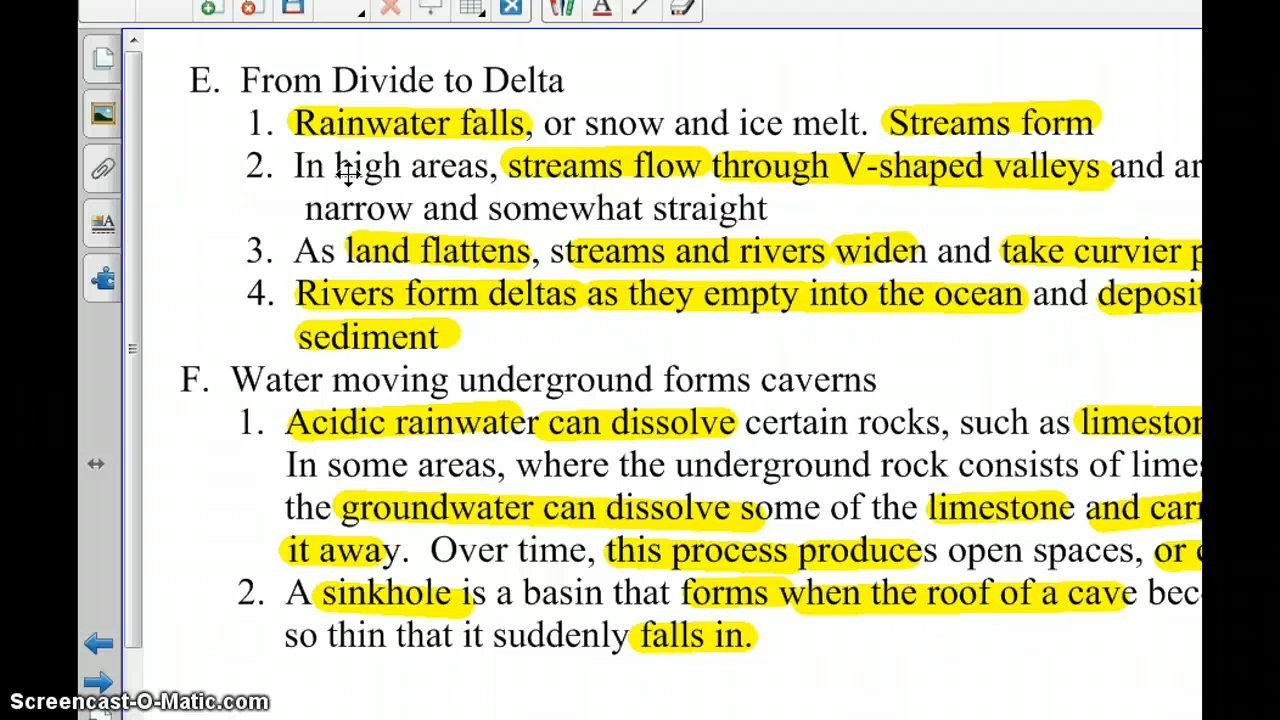 E. From Divide to Delta
1. Rainwater falls, or snow and ice melt. Streams form
2. In high areas, streams flow through V-shaped valleys and
narrow and somewhat straight
3. As land flattens, streams and rivers widen and take curvier
4. Rivers form deltas as they empty into the ocean and deposit
sediment
F. Water moving underground forms caverns
1. Acidic rainwater can dissolve certain rocks, such as
In some areas, where the underground rock consists of
the groundwater can dissolve some of the limestone and
it away. Over time, this process produces open spaces, or
2. A sinkhole is a basin that forms when the roof of a cave
so thin that it suddenly falls in.
Screencast-O-Matic.com